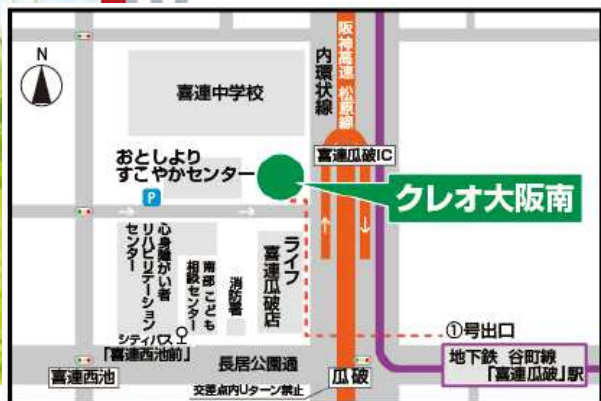 N
喜連中学校
内環状線
阪神高速 松原線
おとしより
すこやかセンター
喜連瓜破IC
クレオ大阪南
P
心身障がい者
リハビリテーション
センター
南部こども
相談センター
消防署
ライフ
喜連瓜破店
①号出口
シティバス
「喜連西池前」
長居公園通
地下鉄 谷町線
「喜連瓜破」駅
喜連西池
瓜破
交差点内Uターン禁止